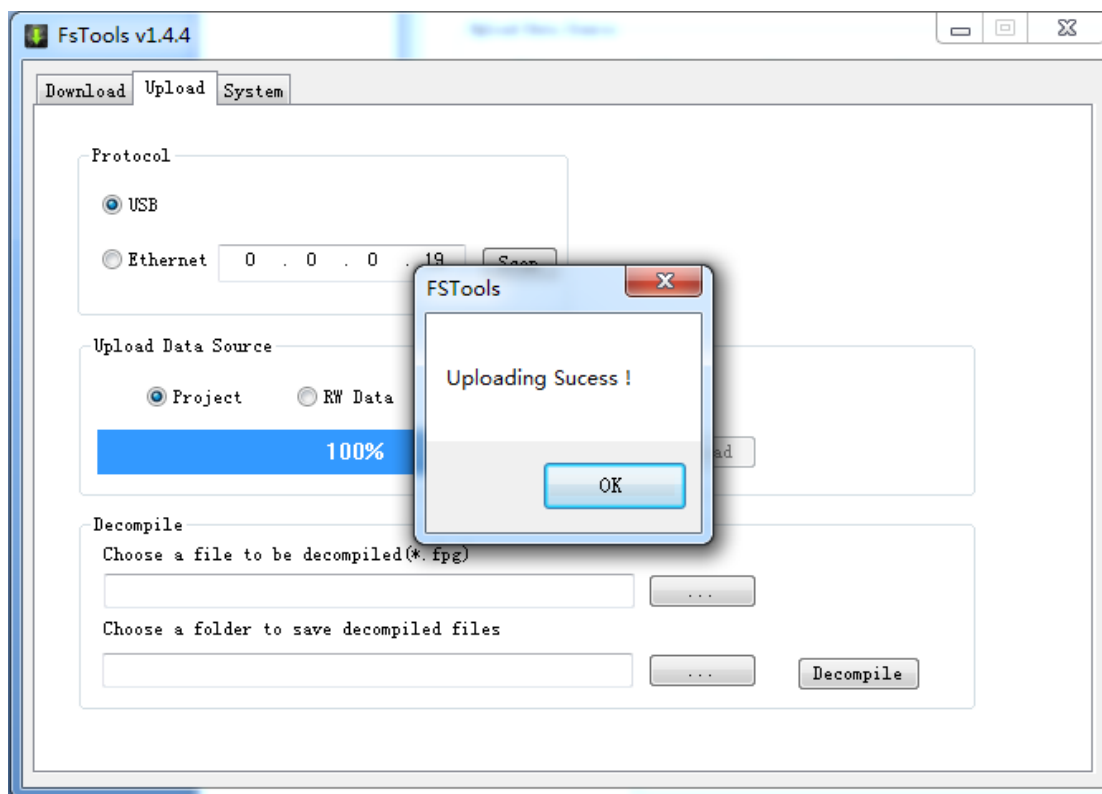 FsTools v1.4.4
Download Upload System
Protocol
USB
Ethernet 0 . 0 . 0 . 19 Scan
FSTools
Uploading Sucess !
OK
Upload Data Source
Project RW Data
100%
Decompile
Choose a file to be decompiled(*.fpg)
...
Choose a folder to save decompiled files
...
Decompile